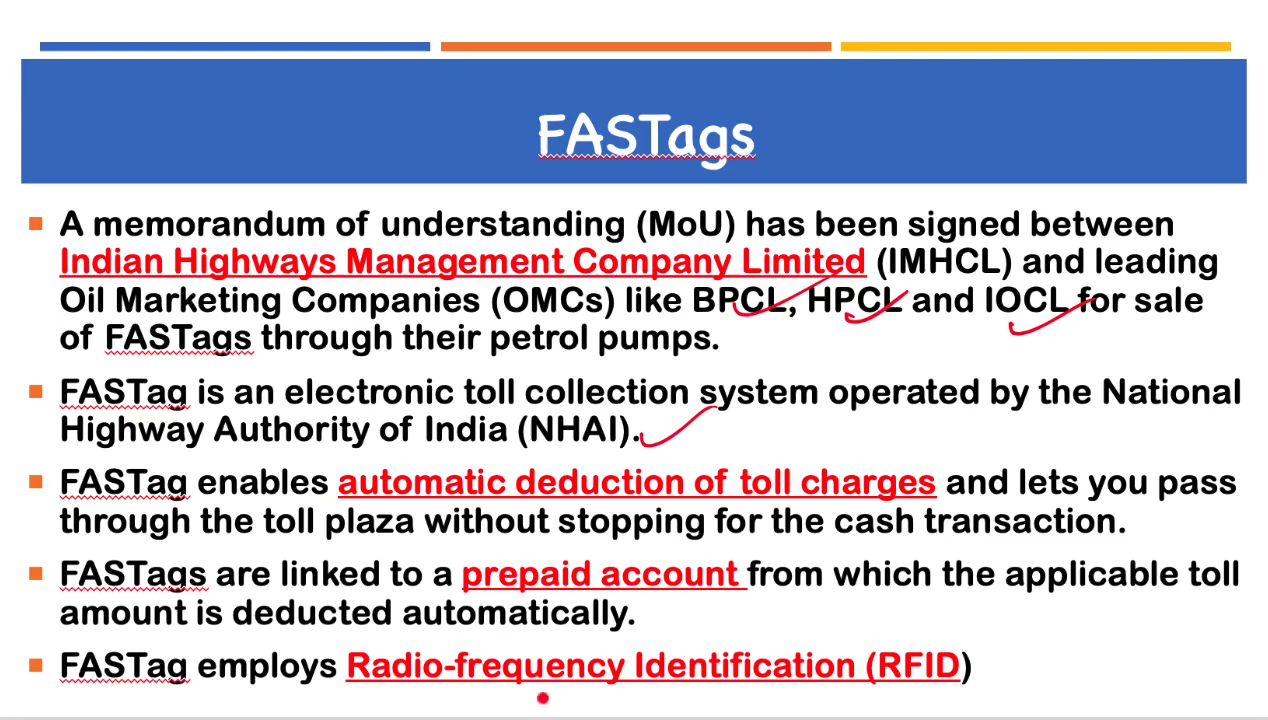 FASTags
A memorandum of understanding (MoU) has been signed between
Indian Highways Management Company Limited (IMHCL) and leading
Oil Marketing Companies (OMCs) like BPCL, HPCL and IOCL for sale
of FASTags through their petrol pumps.
FASTag is an electronic toll collection system operated by the National
Highway Authority of India (NHAI).
FASTag enables automatic deduction of toll charges and lets you pass
through the toll plaza without stopping for the cash transaction.
FASTags are linked to a prepaid account from which the applicable toll
amount is deducted automatically.
FASTag employs Radio-frequency Identification (RFID)